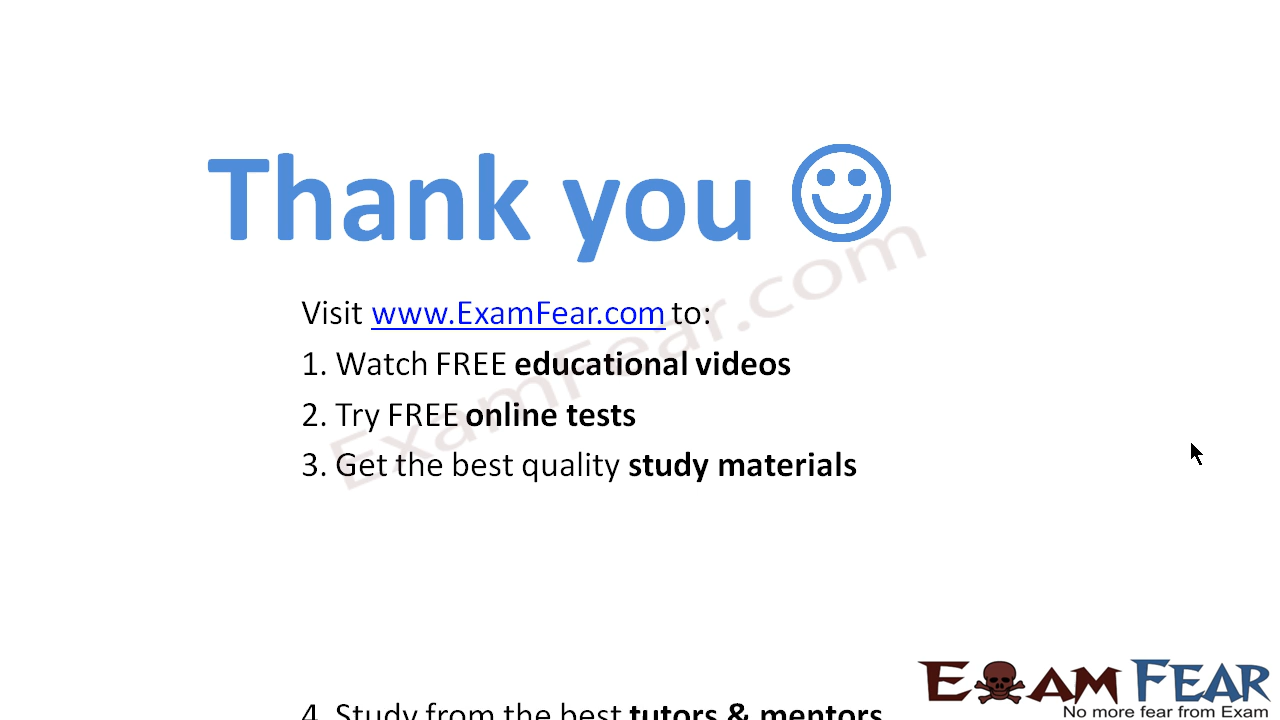 Thank you
Visit www.ExamFear.com to:
1. Watch FREE educational videos
2. Try FREE online tests
3. Get the best quality study materials
4. Study from the best tutors & mentors
ExamFear.com
EXAM FEAR
No more fear from Exam